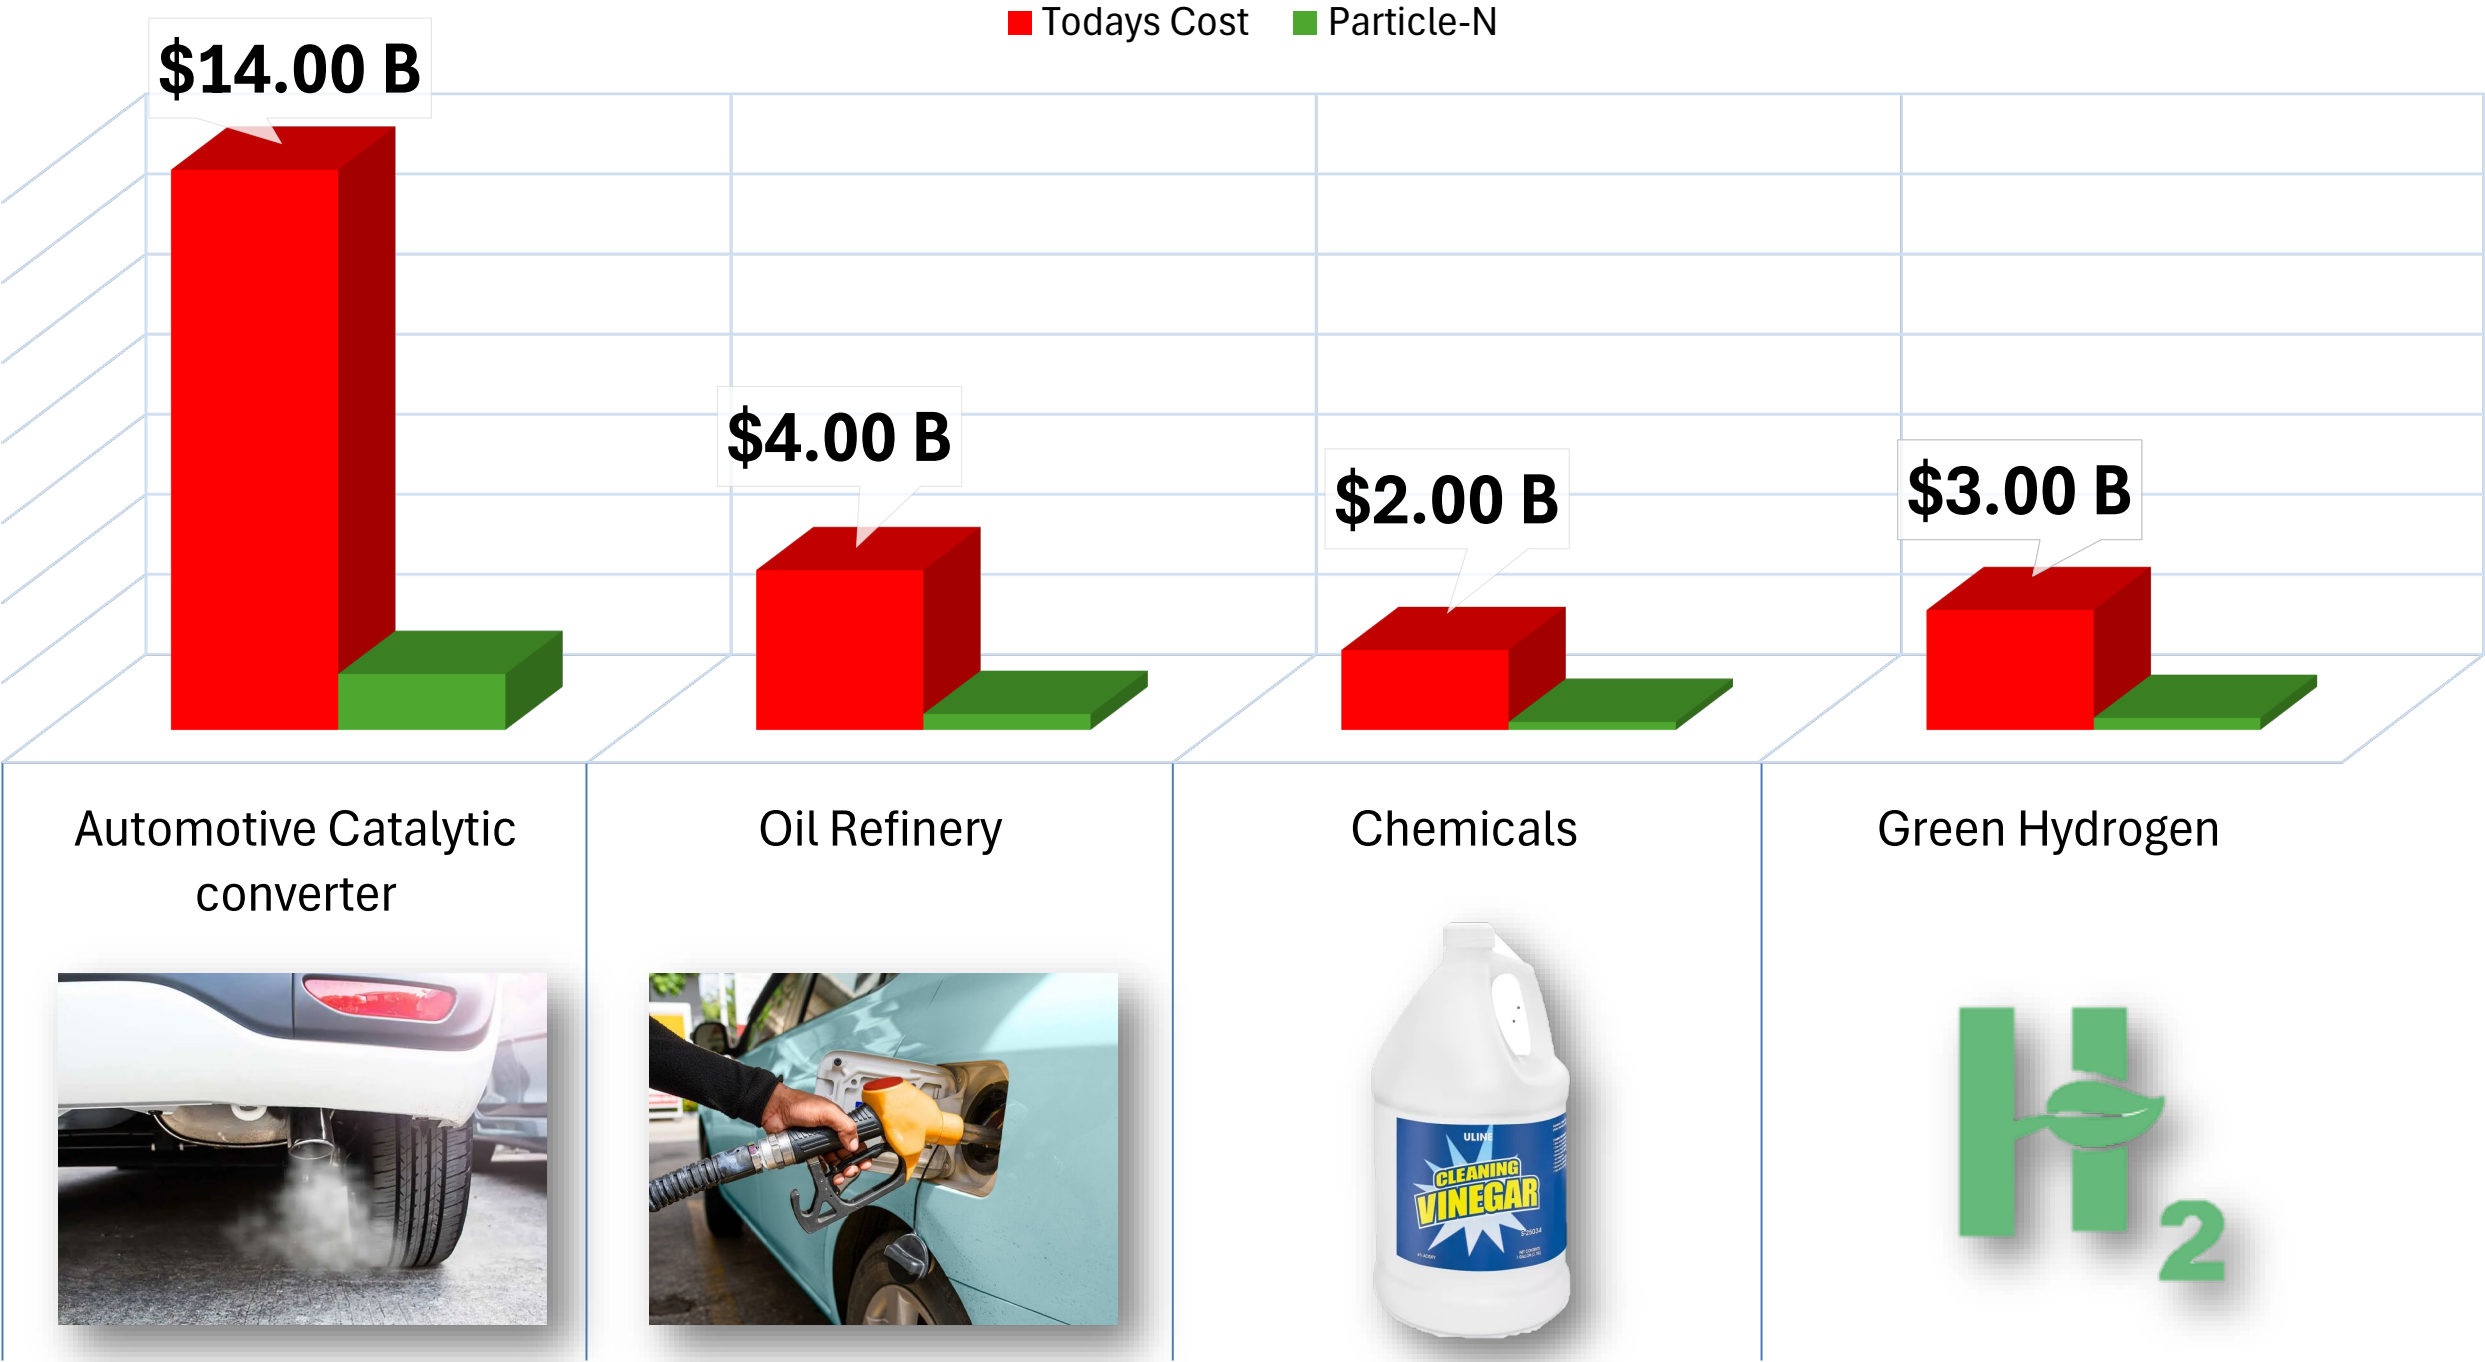 Todays Cost Particle-N
$14.00 B
$4.00 B
$2.00 B
$3.00 B
Automotive Catalytic
converter
Oil Refinery
Chemicals
Green Hydrogen
ULINE
CLEANING
VINEGAR
H
2